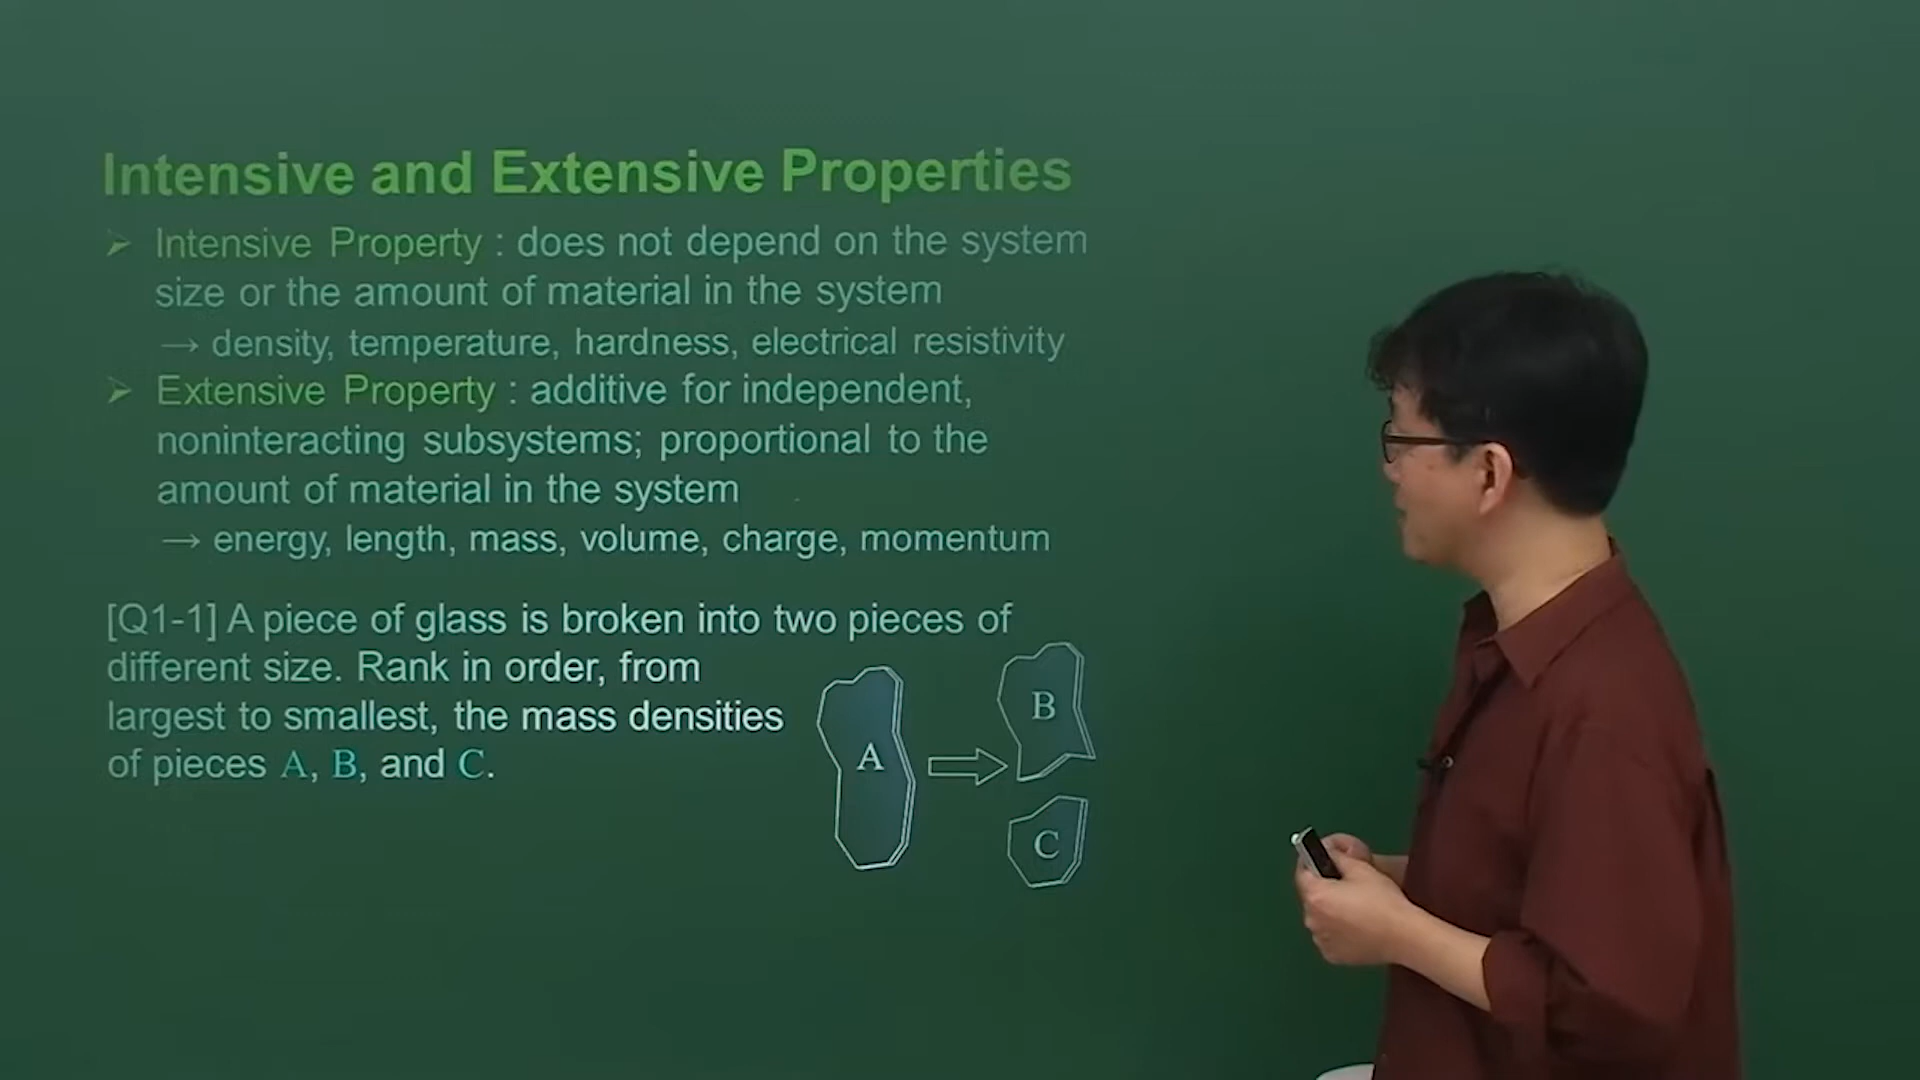 Intensive and Extensive Properties
➢ Intensive Property : does not depend on the system
size or the amount of material in the system
→ density, temperature, hardness, electrical resistivity
➢ Extensive Property : additive for independent,
noninteracting subsystems; proportional to the
amount of material in the system
→ energy, length, mass, volume, charge, momentum
[Q1-1] A piece of glass is broken into two pieces of
different size. Rank in order, from
largest to smallest, the mass densities
of pieces A, B, and C.
B
A
C